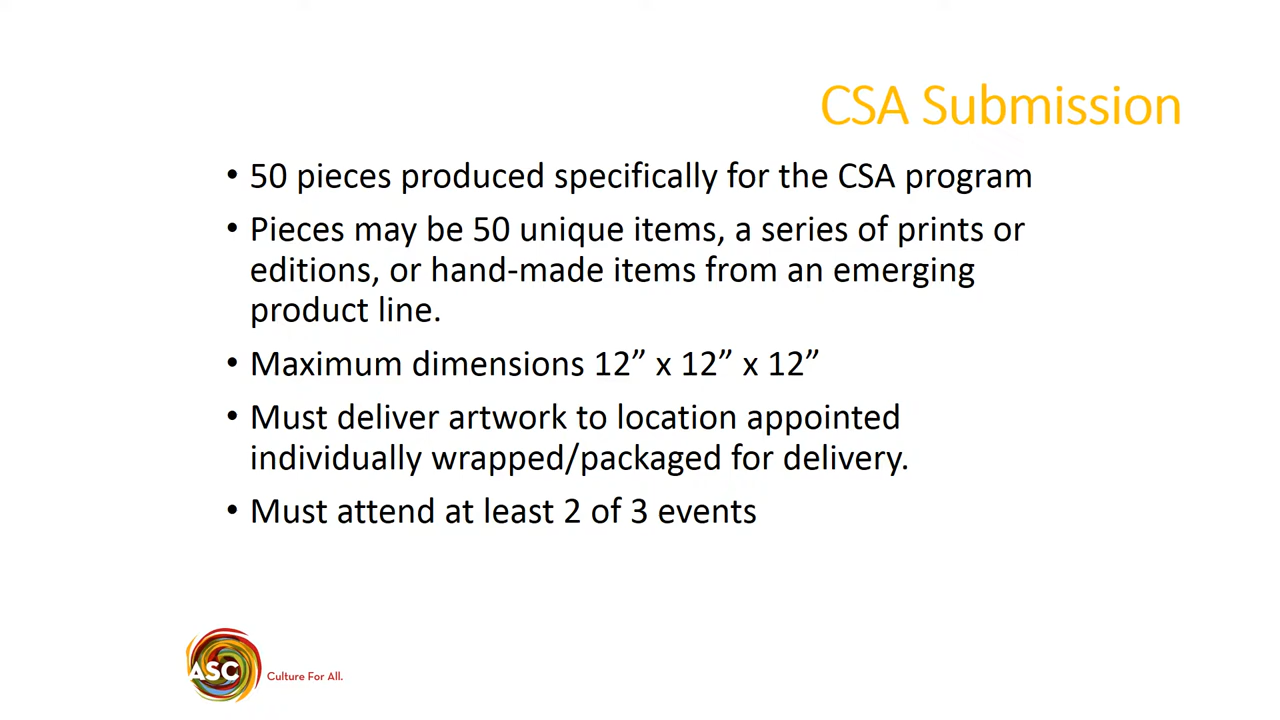 CSA Submission
• 50 pieces produced specifically for the CSA program
• Pieces may be 50 unique items, a series of prints or
editions, or hand-made items from an emerging
product line.
• Maximum dimensions 12” x 12” x 12”
• Must deliver artwork to location appointed
individually wrapped/packaged for delivery.
• Must attend at least 2 of 3 events
ASC
Culture For All.